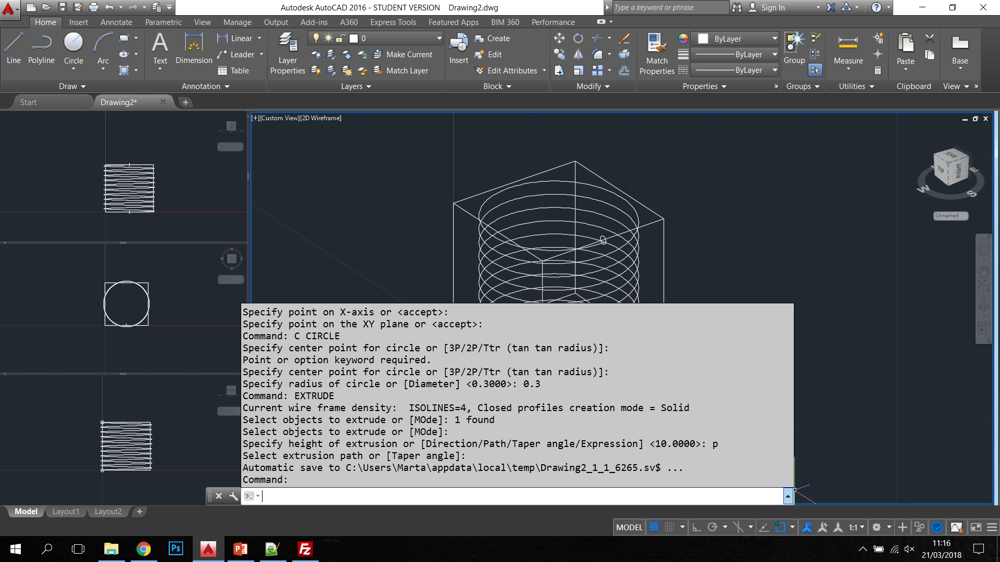 Autodesk AutoCAD 2016 - STUDENT VERSION    Drawing2.dwg
Type a keyword or phrase
Sign In
Home Insert Annotate Parametric View Manage Output Add-ins A360 Express Tools Featured Apps BIM 360 Performance
Line Polyline Circle Arc
Draw
Text Dimension
Linear
Leader
Table
Annotation
Layer Properties
0
Make Current
Match Layer
Layers
Insert
Create
Edit
Edit Attributes
Block
Modify
Match Properties
ByLayer
ByLayer
ByLayer
Properties
Group
Groups
Measure
Utilities
Paste
Clipboard
Base
View
Start
Drawing2*
[+][Custom View][2D Wireframe]
BACK
TOP
RIGHT
W
S
E
Unnamed
N
W
E
S
Specify point on X-axis or <accept>:
Specify point on the XY plane or <accept>:
Command: C CIRCLE
Specify center point for circle or [3P/2P/Ttr (tan tan radius)]:
Point or option keyword required.
Specify center point for circle or [3P/2P/Ttr (tan tan radius)]:
Specify radius of circle or [Diameter] <0.3000>: 0.3
Command: EXTRUDE
Current wire frame density:  ISOLINES=4, Closed profiles creation mode = Solid
Select objects to extrude or [MOde]: 1 found
Select objects to extrude or [MOde]:
Specify height of extrusion or [Direction/Path/Taper angle/Expression] <10.0000>: p
Select extrusion path or [Taper angle]:
Automatic save to C:\Users\Marta\appdata\local\temp\Drawing2_1_1_6265.sv$ ...
Command:
Model Layout1 Layout2
MODEL
1:1
Ps
Fz
11:16
21/03/2018